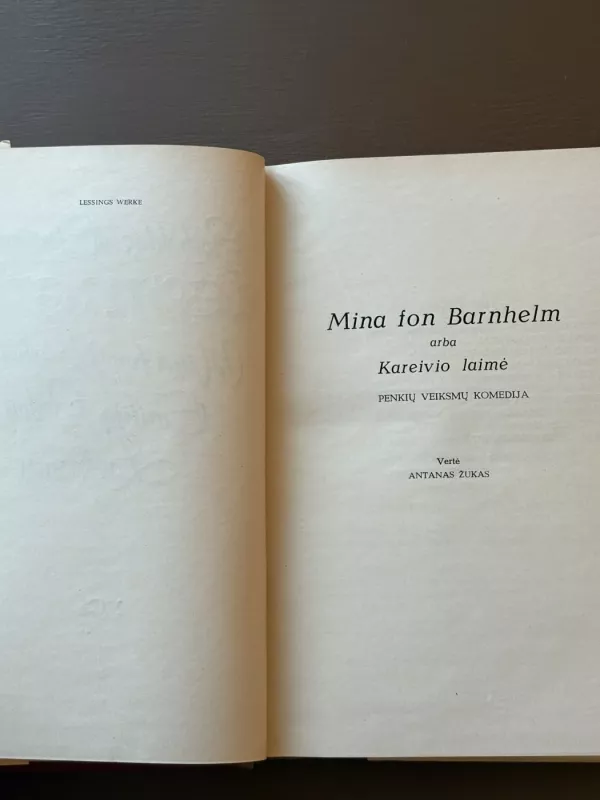 LESSINGS WERKE
Mina fon Barnhelm
arba
Kareivio laimė
PENKIŲ VEIKSMŲ KOMEDIJA
Vertė
ANTANAS ŽUKAS